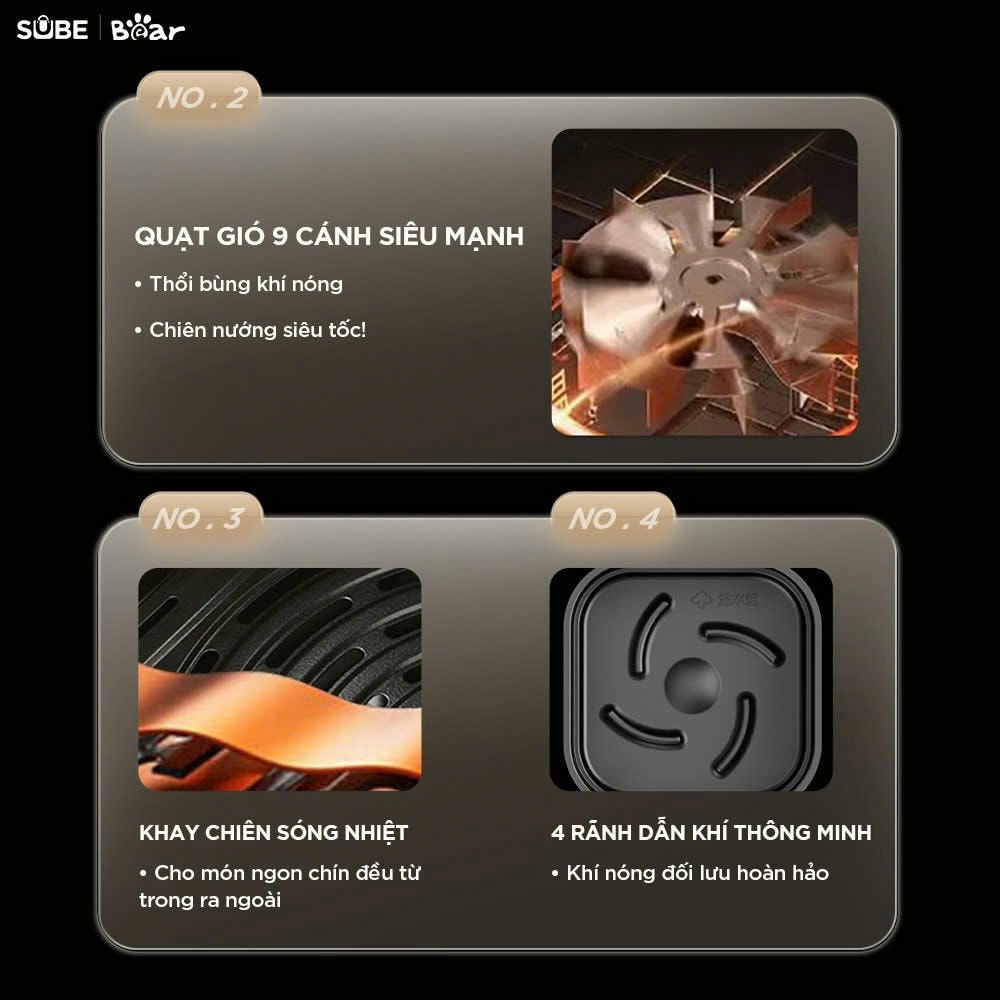 SUBE Bear
NO . 2
QUẠT GIÓ 9 CÁNH SIÊU MẠNH
• Thổi bùng khí nóng
• Chiên nướng siêu tốc!
NO . 3
NO . 4
KHAY CHIÊN SÓNG NHIỆT
• Cho món ngon chín đều từ
trong ra ngoài
4 RÃNH DẪN KHÍ THÔNG MINH
• Khí nóng đối lưu hoàn hảo